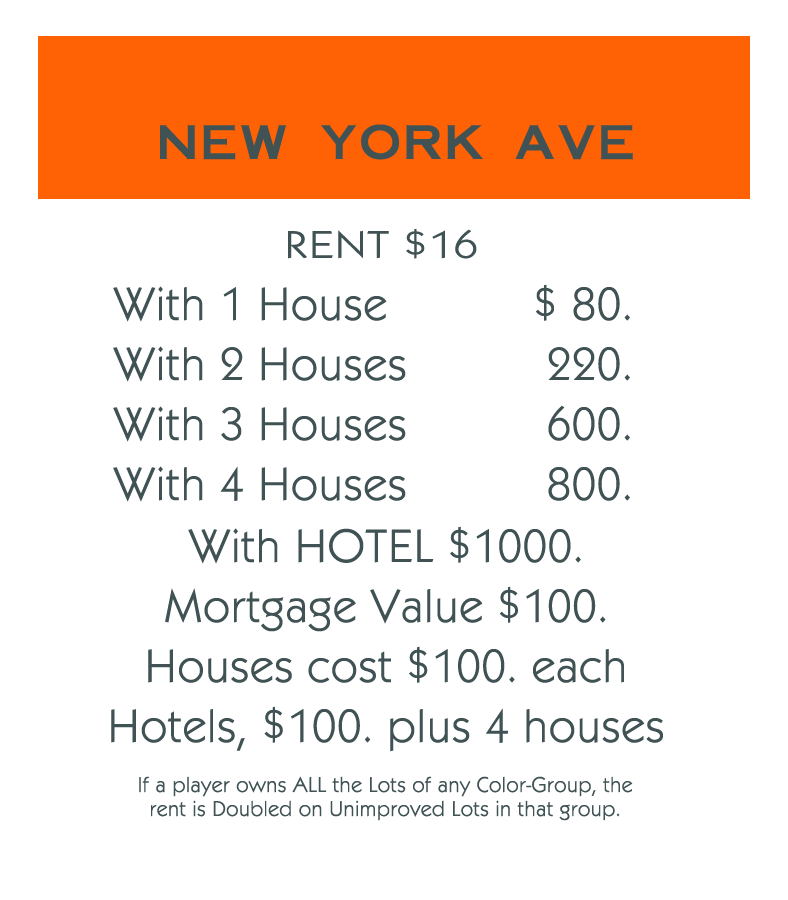 NEW YORK AVE
RENT $16
With 1 House $ 80.
With 2 Houses 220.
With 3 Houses 600.
With 4 Houses 800.
With HOTEL $1000.
Mortgage Value $100.
Houses cost $100. each
Hotels, $100. plus 4 houses
If a player owns ALL the Lots of any Color-Group, the
rent is Doubled on Unimproved Lots in that group.